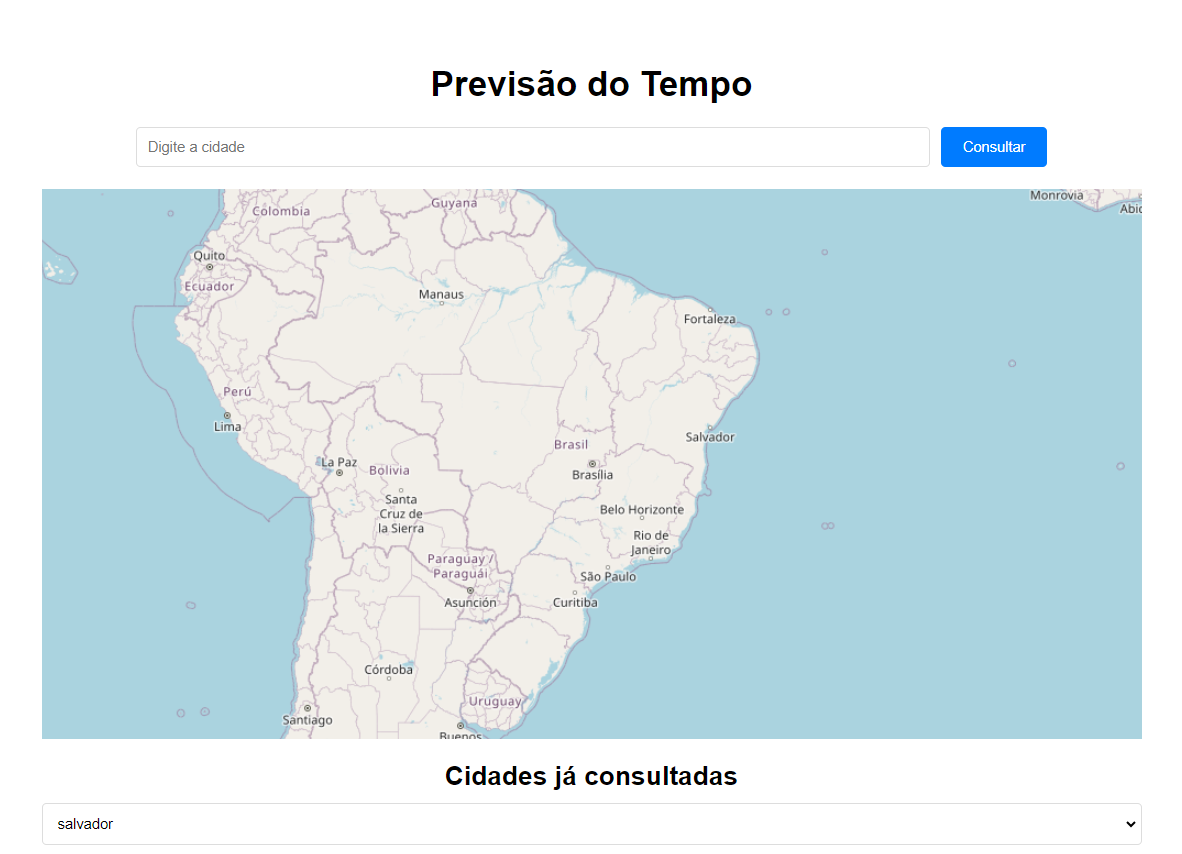 Previsão do Tempo
Digite a cidade
Consultar
Monrovia
Abic
Colombia
Guyana
Quito
Ecuador
Manaus
Fortaleza
Perú
Lima
Salvador
Brasil
Brasília
La Paz
Bolivia
Santa
Cruz de
la Sierra
Belo Horizonte
Rio de
Janeiro
Paraguay /
Paraguái
São Paulo
Asunción
Curitiba
Córdoba
Uruguay
Santiago
Buenos
Cidades já consultadas
salvador